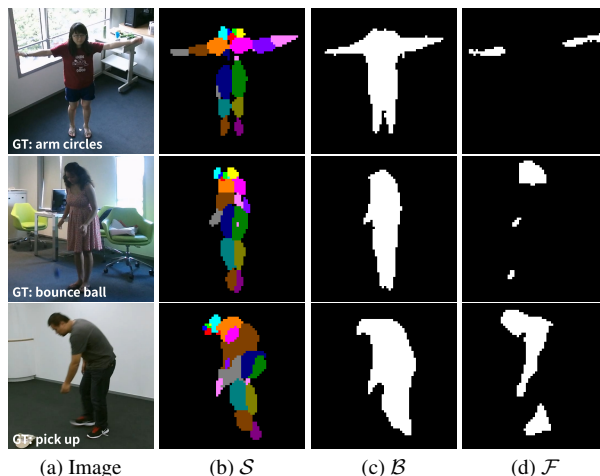 GT: arm circles
GT: bounce ball
GT: pick up
(a) Image (b) S (c) B (d) F